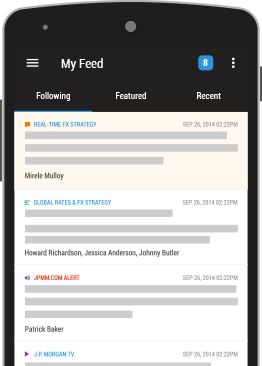 My Feed
8
Following Featured Recent
REAL-TIME FX STRATEGY SEP 26, 2014 02:22PM
Mirele Mulloy
GLOBAL RATES & FX STRATEGY SEP 26, 2014 02:22PM
Howard Richardson, Jessica Anderson, Johnny Butler
JPMM.COM ALERT SEP 26, 2014 02:22PM
Patrick Baker
J.P. MORGAN TV SEP 26, 2014 02:22PM